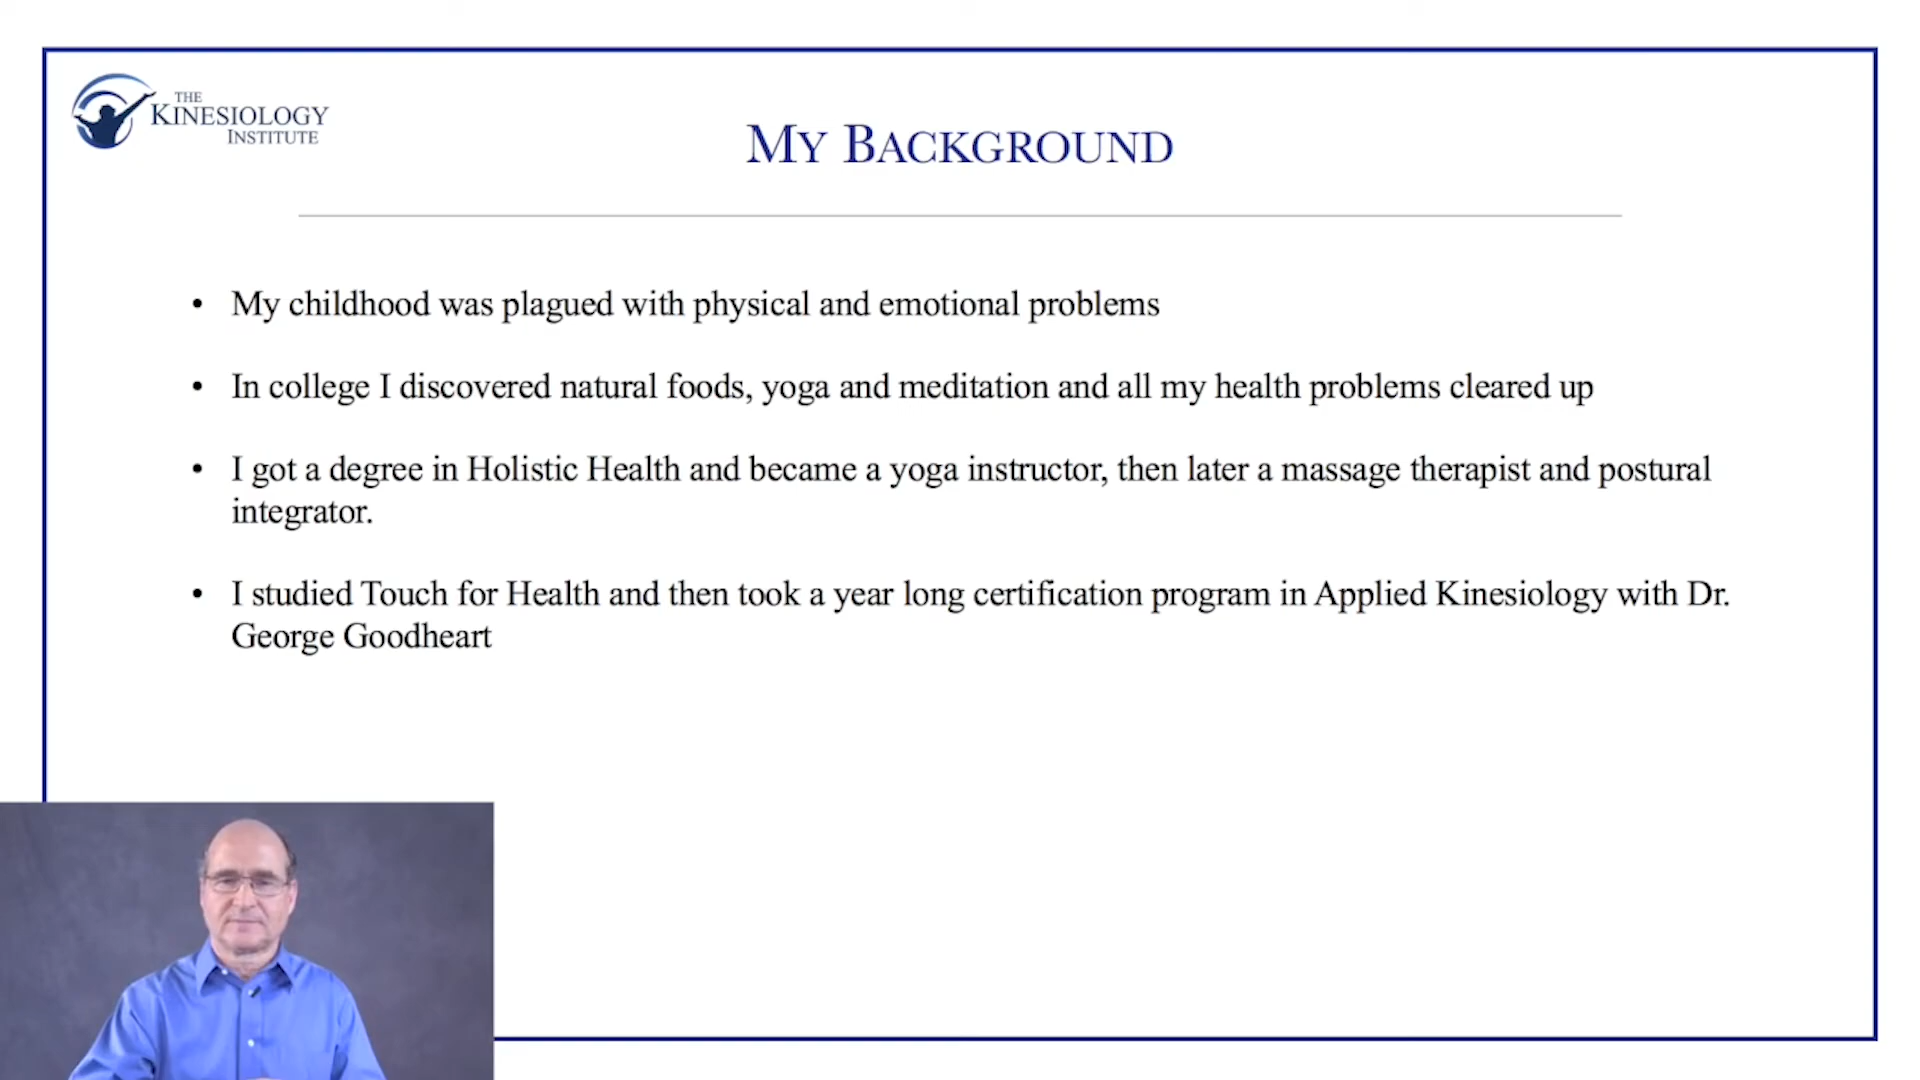 THE
KINESIOLOGY
INSTITUTE
MY BACKGROUND
• My childhood was plagued with physical and emotional problems
• In college I discovered natural foods, yoga and meditation and all my health problems cleared up
• I got a degree in Holistic Health and became a yoga instructor, then later a massage therapist and postural
integrator.
• I studied Touch for Health and then took a year long certification program in Applied Kinesiology with Dr.
George Goodheart